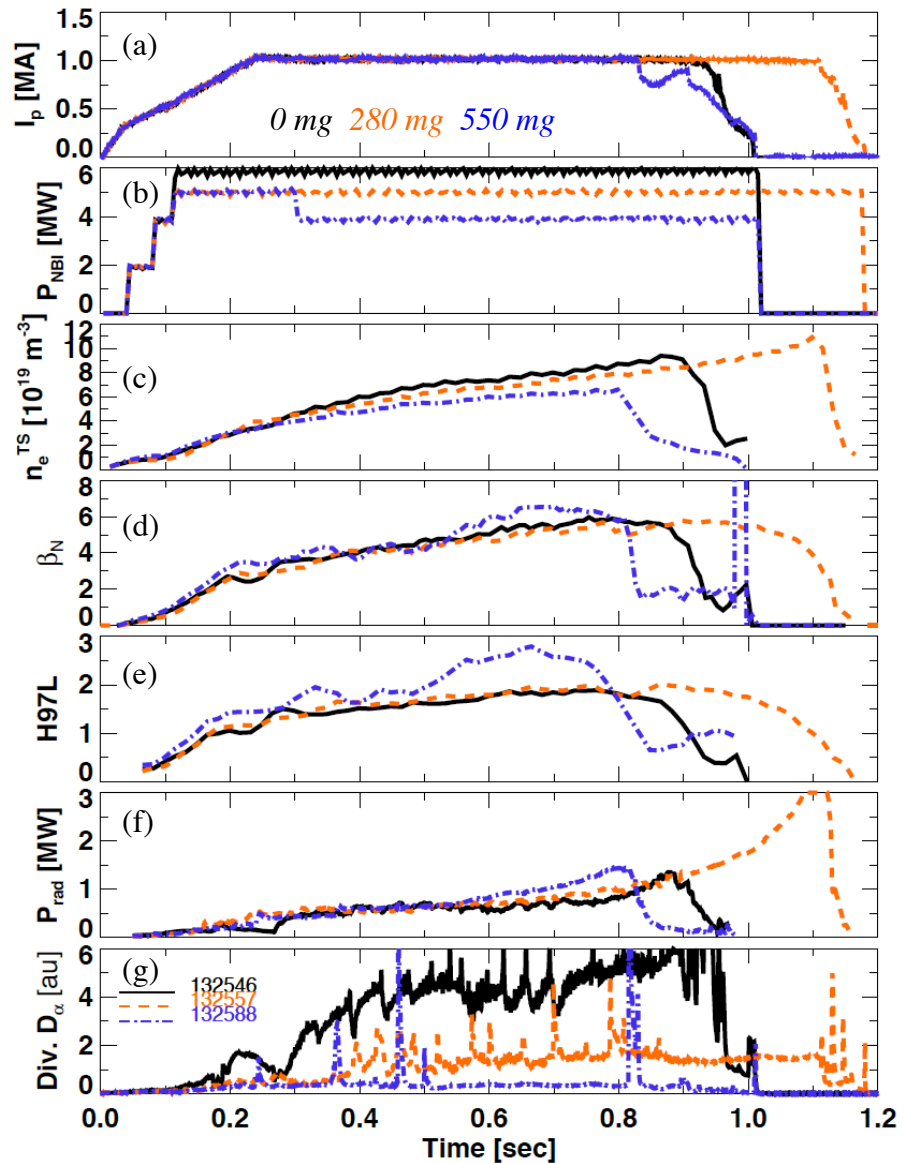 (a)
I_p [MA]
1.5
1.0
0.5
0.0
0 mg 280 mg 550 mg
(b)
P_NBI [MW]
6
4
2
0
(c)
n_e^TS [10^19 m^-3]
12
10
8
6
4
2
0
(d)
β_N
8
6
4
2
0
(e)
H97L
3
2
1
0
(f)
P_rad [MW]
3
2
1
0
(g)
Div. D_α [au]
6
4
2
0
132546
132557
132588
0.0 0.2 0.4 0.6 0.8 1.0 1.2
Time [sec]